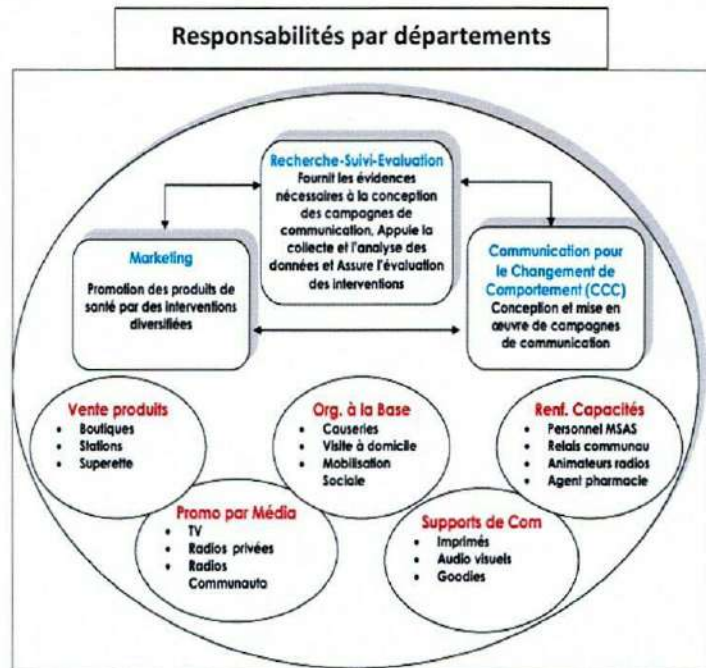 Responsabilités par départements
Recherche-Suivi-Evaluation
Fournit les évidences
nécessaires à la conception
des campagnes de
communication, Appuie la
collecte et l'analyse des
données et Assure l'évaluation
des interventions
Marketing
Promotion des produits de
santé par des interventions
diversifiées
Communication pour
le Changement de
Comportement (CCC)
Conception et mise en
œuvre de campagnes
de communication
Vente produits
• Boutiques
• Stations
• Superette
Org. à la Base
• Causeries
• Visite à domicile
• Mobilisation
Sociale
Renf. Capacités
• Personnel MSAS
• Relais communau
• Animateurs radios
• Agent pharmacie
Promo par Média
• TV
• Radios privées
• Radios
Communauto
Supports de Com
• Imprimés
• Audio visuels
• Goodies